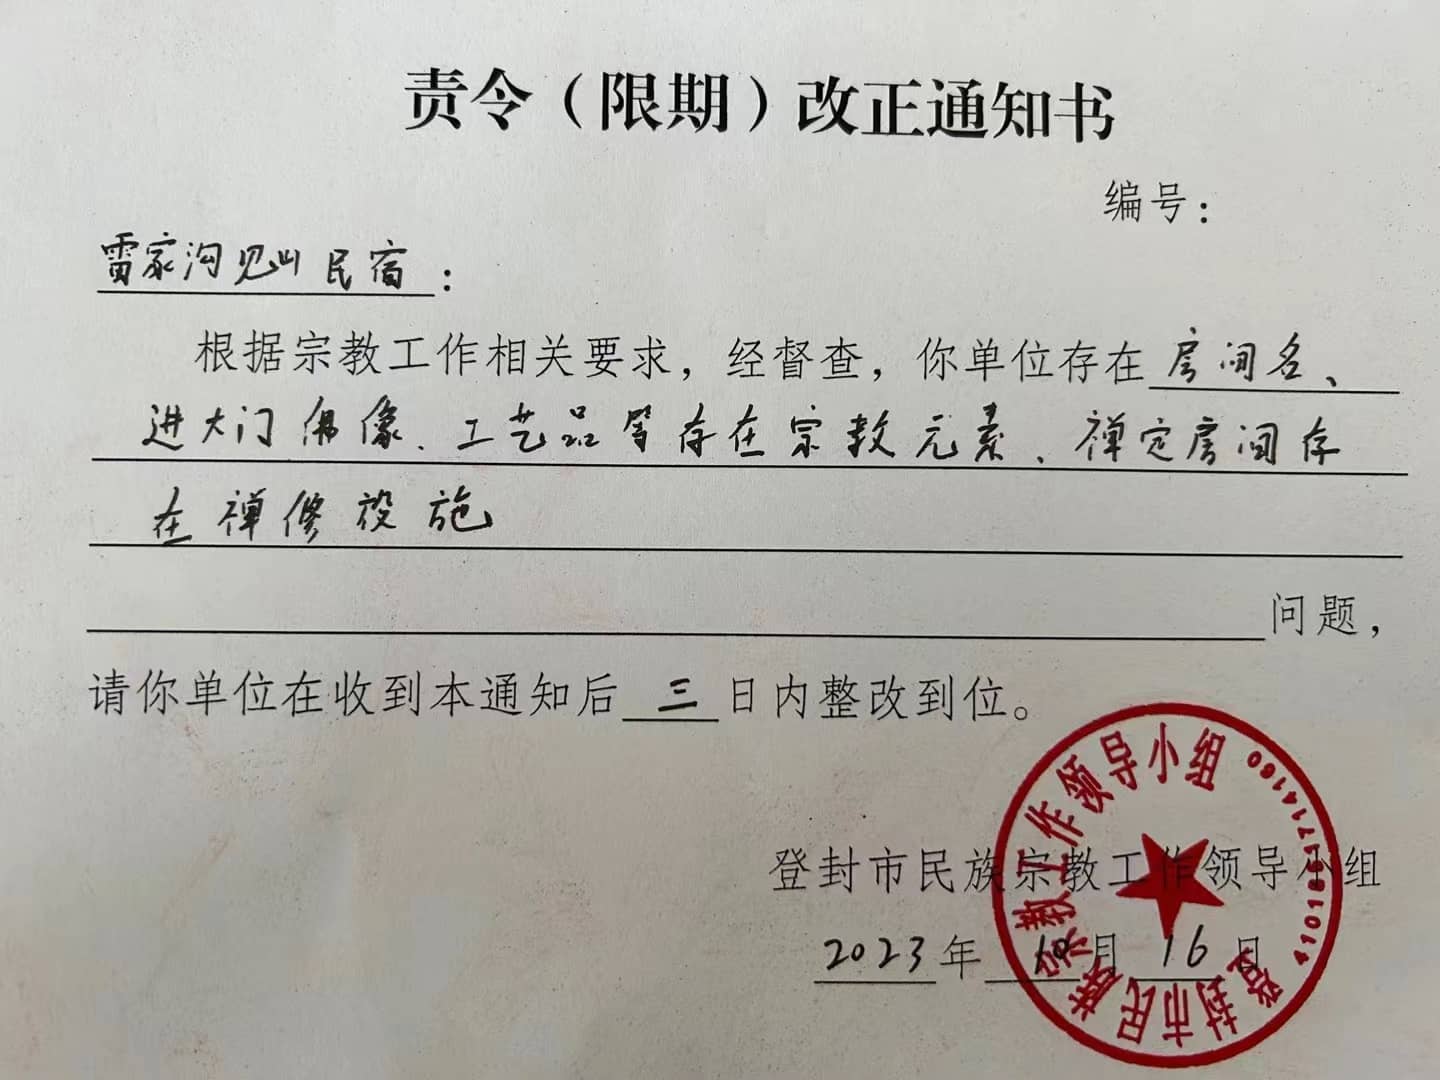 责令（限期）改正通知书
编号：
雷家沟见山民宿：
根据宗教工作相关要求，经督查，你单位存在房间名、
进大门佛像、工艺品等存在宗教元素、禅定房间存
在禅修设施
问题，
请你单位在收到本通知后三日内整改到位。
登封市民族宗教工作领导小组
2023年10月16日
登封市民族宗教工作领导小组